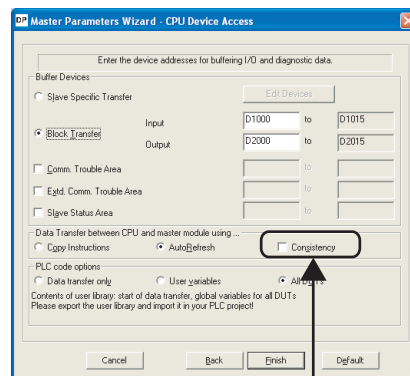 DP Master Parameters Wizard - CPU Device Access
Enter the device addresses for buffering I/O and diagnostic data.
Buffer Devices
Slave Specific Transfer Edit Devices
Block Transfer
Input D1000 to D1015
Output D2000 to D2015
Comm. Trouble Area to
Extd. Comm. Trouble Area to
Slave Status Area to
Data Transfer between CPU and master module using ...
Copy Instructions AutoRefresh Consistency
PLC code options
Data transfer only User variables All DUTs
Contents of user library: start of data transfer, global variables for all DUTs
Please export the user library and import it in your PLC project!
Cancel Back Finish Default